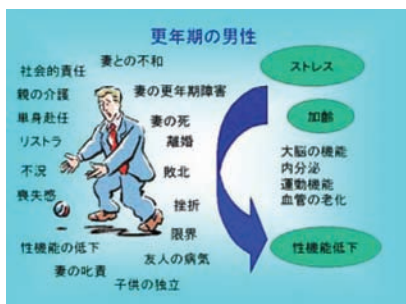 更年期の男性
妻との不和
社会的責任
親の介護
妻の更年期障害
単身赴任
妻の死
リストラ
離婚
不況
敗北
喪失感
挫折
限界
性機能の低下
友人の病気
妻の叱責
子供の独立
ストレス
加齢
大脳の機能
内分泌
運動機能
血管の老化
性機能低下